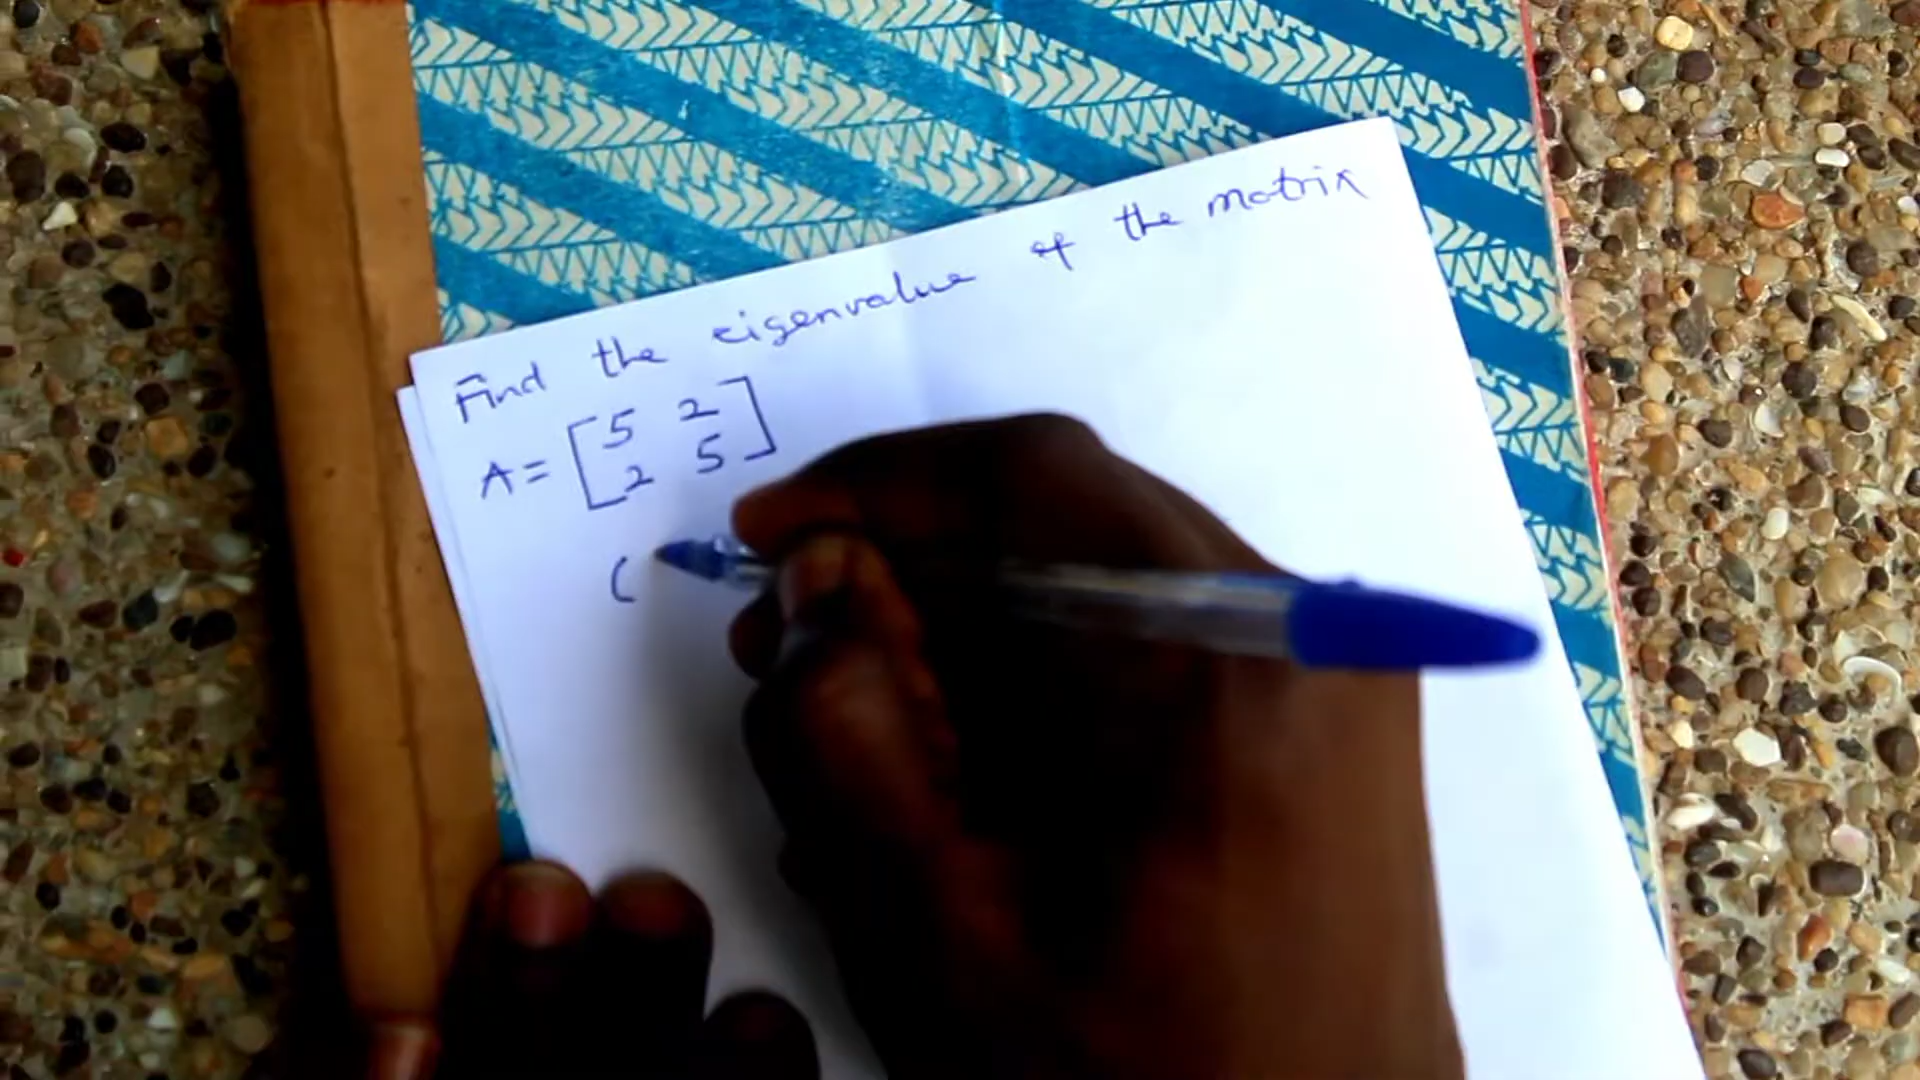 Find the eigenvalue of the matrix
A = [5 2
2 5]
(